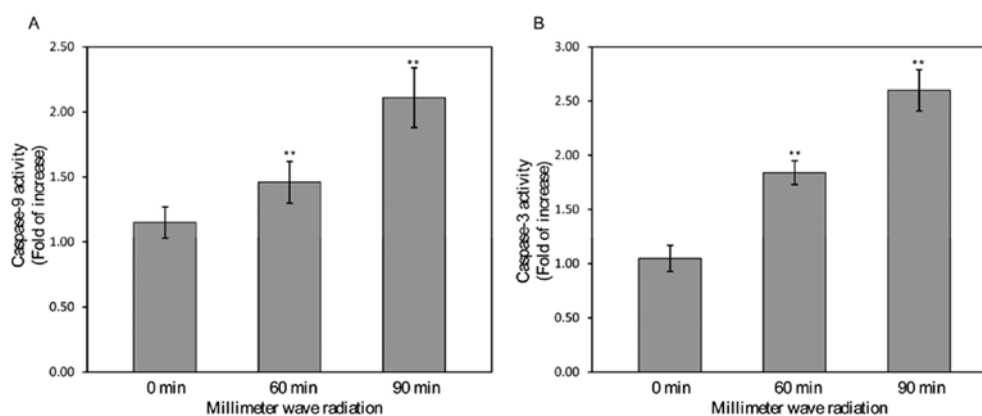 A
2.50
2.00
1.50
1.00
0.50
0.00
Caspase-9 activity
(Fold of increase)
**
**
0 min 60 min 90 min
Millimeter wave radiation
B
3.00
2.50
2.00
1.50
1.00
0.50
0.00
Caspase-3 activity
(Fold of increase)
**
**
0 min 60 min 90 min
Millimeter wave radiation